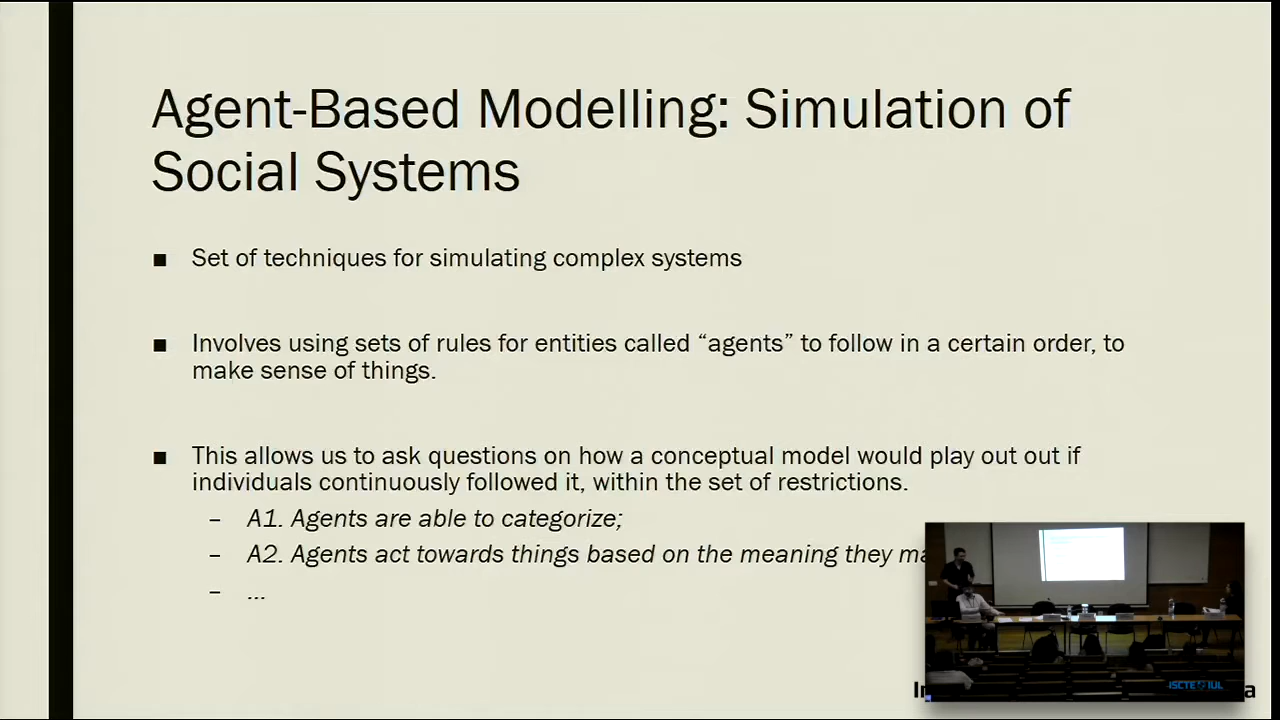 Agent-Based Modelling: Simulation of
Social Systems
■ Set of techniques for simulating complex systems
■ Involves using sets of rules for entities called “agents” to follow in a certain order, to
make sense of things.
■ This allows us to ask questions on how a conceptual model would play out out if
individuals continuously followed it, within the set of restrictions.
– A1. Agents are able to categorize;
– A2. Agents act towards things based on the meaning they
– ...
ISCTE IUL